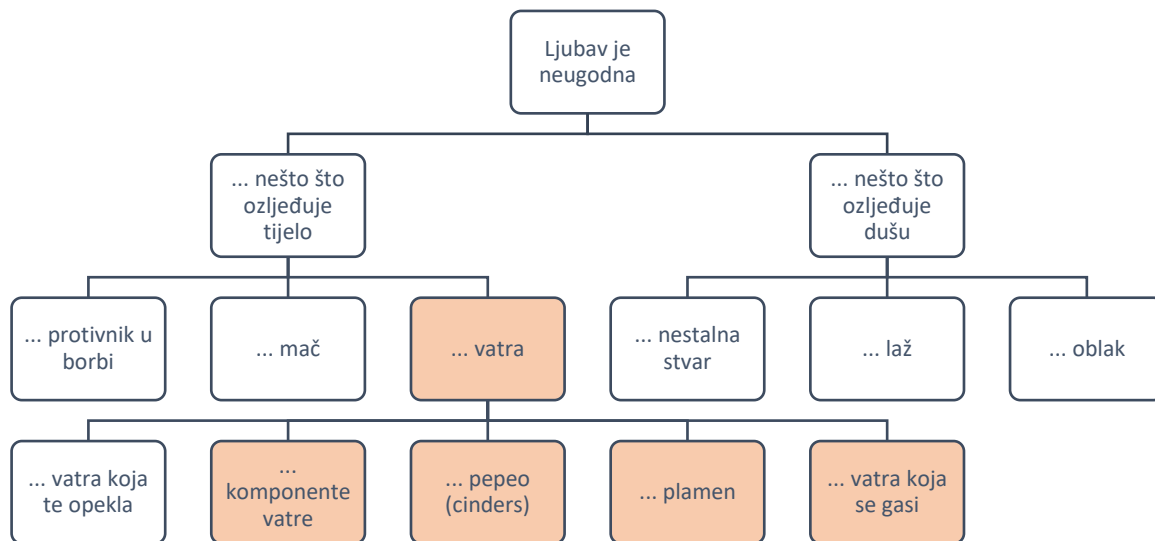 Ljubav je
neugodna
... nešto što
ozljeđuje
tijelo
... nešto što
ozljeđuje
dušu
... protivnik u
borbi
... mač
... vatra
... nestalna
stvar
... laž
... oblak
... vatra koja
te opekla
...
komponente
vatre
... pepeo
(cinders)
... plamen
... vatra koja
se gasi